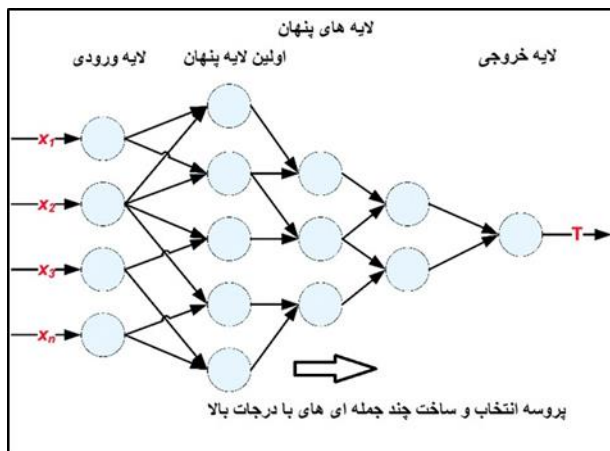 لایه های پنهان
لایه خروجی
اولین لایه پنهان
لایه ورودی
x1
x2
x3
xn
T
پروسه انتخاب و ساخت چند جمله ای های با درجات بالا